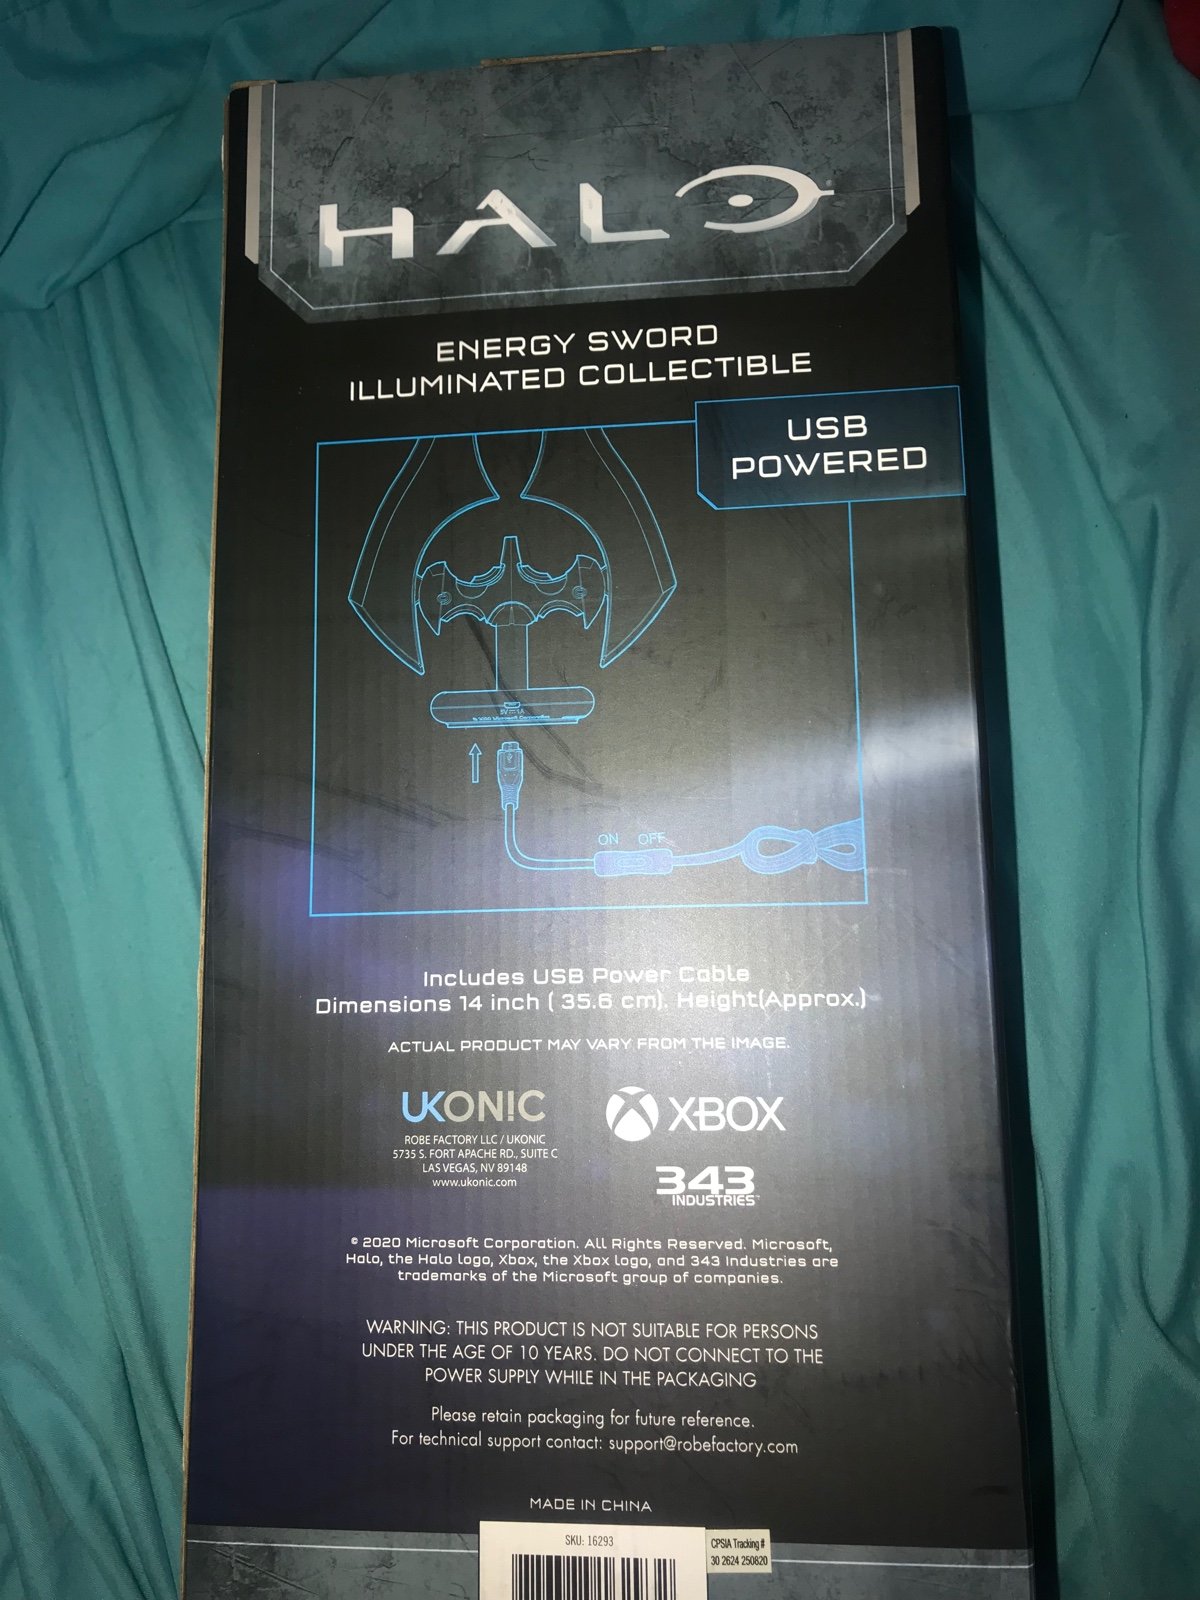 HALO
ENERGY SWORD
ILLUMINATED COLLECTIBLE
USB
POWERED
© 2020 Microsoft Corporation
ON OFF
Includes USB Power Cable
Dimensions 14 inch ( 35.6 cm). Height(Approx.)
ACTUAL PRODUCT MAY VARY FROM THE IMAGE.
UKON!C
ROBE FACTORY LLC / UKONIC
5735 S. FORT APACHE RD., SUITE C
LAS VEGAS, NV 89148
www.ukonic.com
XBOX
343
INDUSTRIES™
© 2020 Microsoft Corporation. All Rights Reserved. Microsoft,
Halo, the Halo logo, Xbox, the Xbox logo, and 343 Industries are
trademarks of the Microsoft group of companies.
WARNING: THIS PRODUCT IS NOT SUITABLE FOR PERSONS
UNDER THE AGE OF 10 YEARS. DO NOT CONNECT TO THE
POWER SUPPLY WHILE IN THE PACKAGING
Please retain packaging for future reference.
For technical support contact: support@robefactory.com
MADE IN CHINA
SKU: 16293
CPSIA Tracking #
30 2624 250820